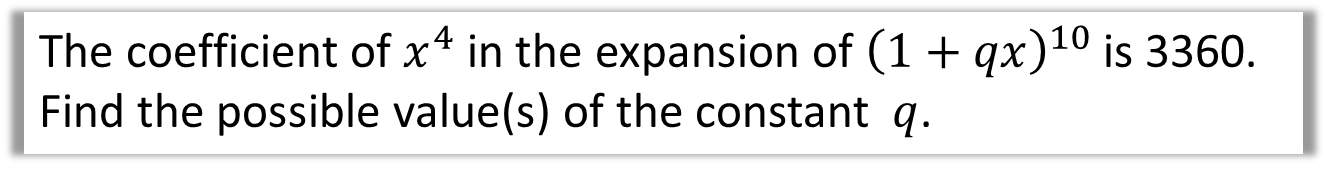 The coefficient of x⁴ in the expansion of (1 + qx)¹⁰ is 3360.
Find the possible value(s) of the constant q.